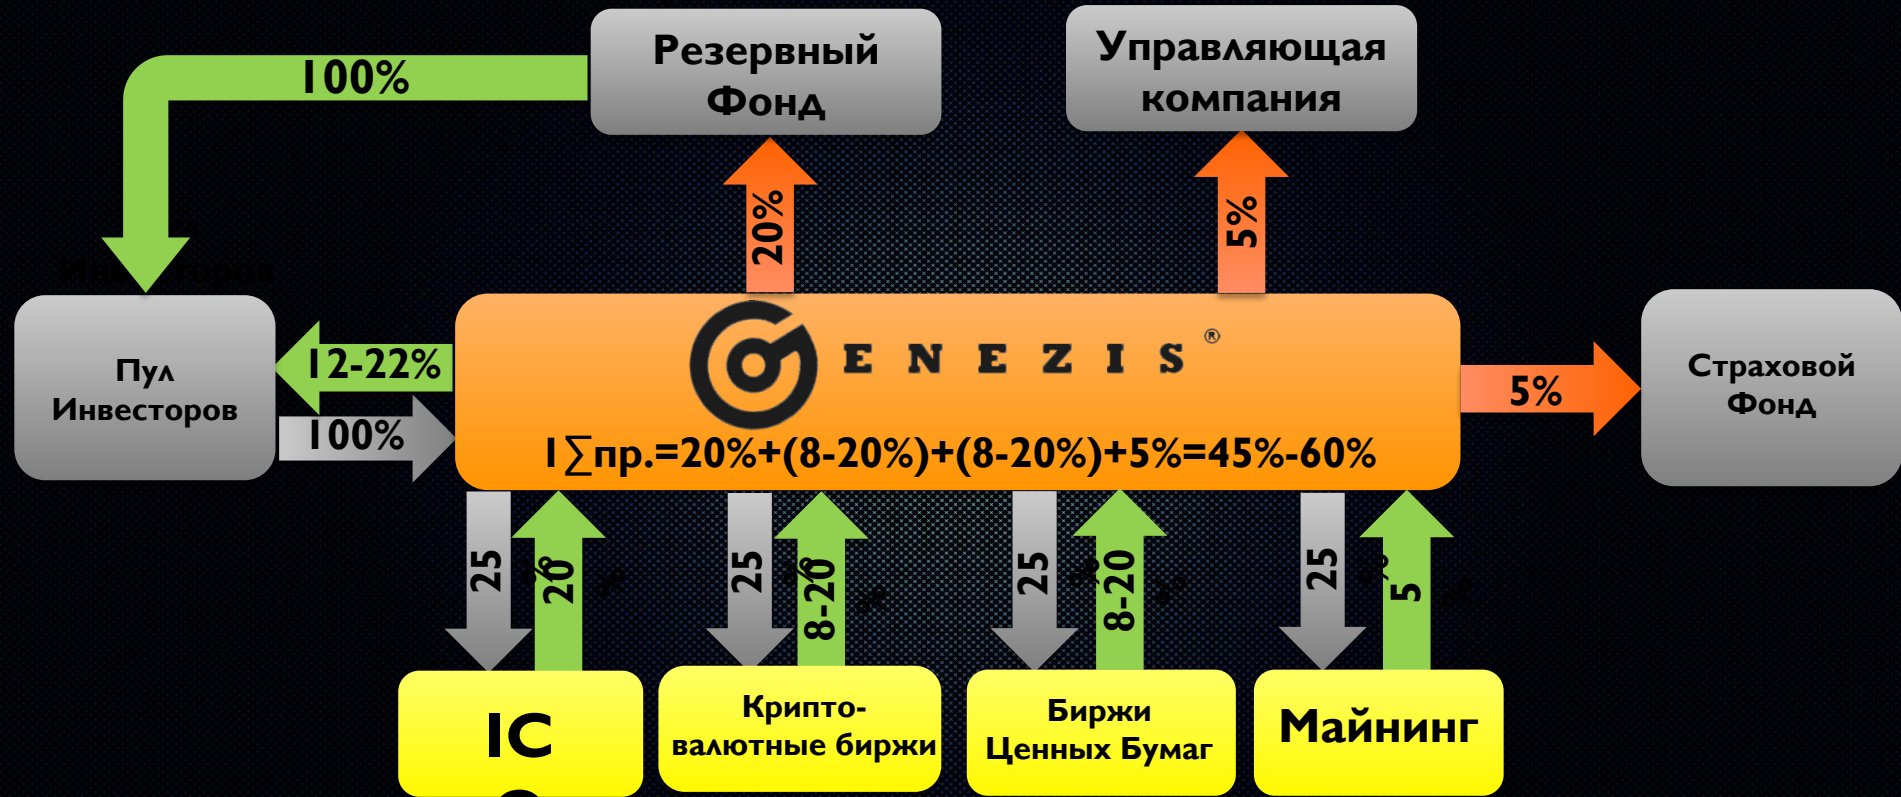 Резервный
Фонд
Управляющая
компания
100%
20%
5%
Инвесторов
Пул
Инвесторов
12-22%
100%
ENEZIS®
1∑пр.=20%+(8-20%)+(8-20%)+5%=45%-60%
5%
Страховой
Фонд
25%
20%
25%
8-20%
25%
8-20%
25%
5%
IC
Крипто-
валютные биржи
Биржи
Ценных Бумаг
Майнинг